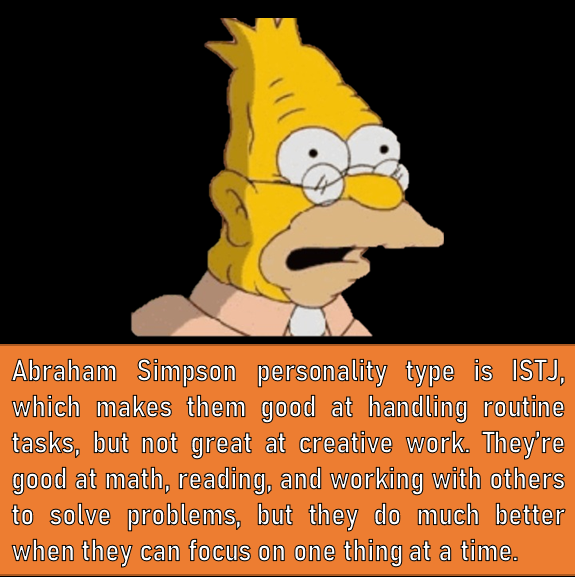 Abraham Simpson personality type is ISTJ,
which makes them good at handling routine
tasks, but not great at creative work. They're
good at math, reading, and working with others
to solve problems, but they do much better
when they can focus on one thing at a time.